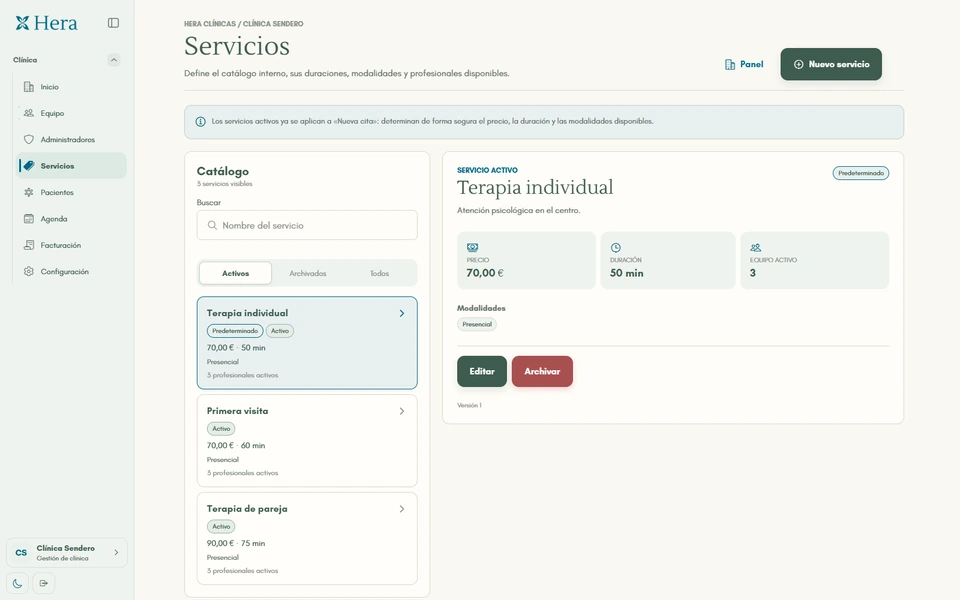 Hera
Clínica
Inicio
Equipo
Administradores
Servicios
Pacientes
Agenda
Facturación
Configuración
CS
Clínica Sendero
Gestión de clínica
HERA CLÍNICAS / CLÍNICA SENDERO
Servicios
Define el catálogo interno, sus duraciones, modalidades y profesionales disponibles.
Panel
Nuevo servicio
Los servicios activos ya se aplican a «Nueva cita»: determinan de forma segura el precio, la duración y las modalidades disponibles.
Catálogo
3 servicios visibles
Buscar
Nombre del servicio
Activos
Archivados
Todos
Terapia individual
Predeterminado
Activo
70,00 € · 50 min
Presencial
3 profesionales activos
Primera visita
Activo
70,00 € · 60 min
Presencial
3 profesionales activos
Terapia de pareja
Activo
90,00 € · 75 min
Presencial
3 profesionales activos
SERVICIO ACTIVO
Terapia individual
Predeterminado
Atención psicológica en el centro.
PRECIO
70,00 €
DURACIÓN
50 min
EQUIPO ACTIVO
3
Modalidades
Presencial
Editar
Archivar
Versión 1